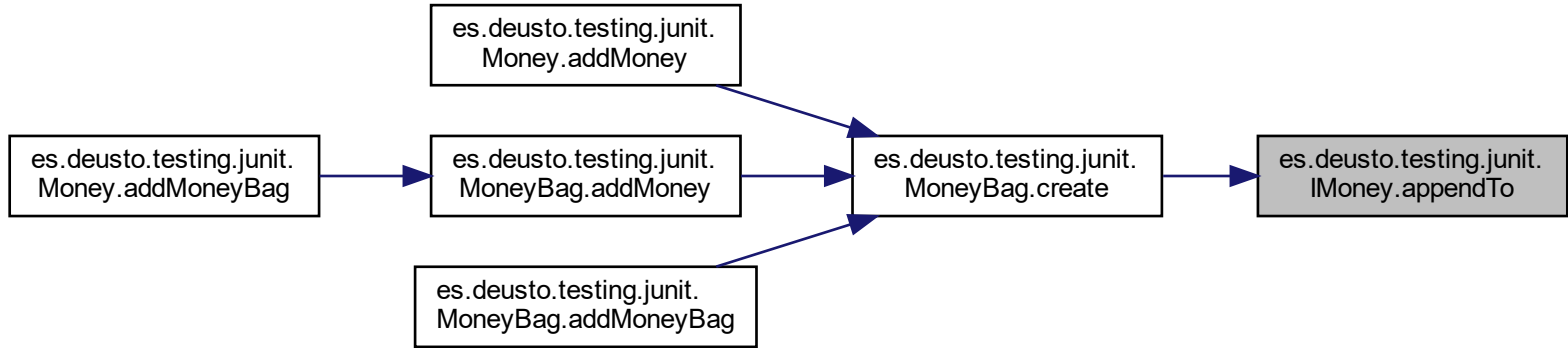 es.deusto.testing.junit.
Money.addMoney
es.deusto.testing.junit.
Money.addMoneyBag
es.deusto.testing.junit.
MoneyBag.addMoney
es.deusto.testing.junit.
MoneyBag.create
es.deusto.testing.junit.
IMoney.appendTo
es.deusto.testing.junit.
MoneyBag.addMoneyBag